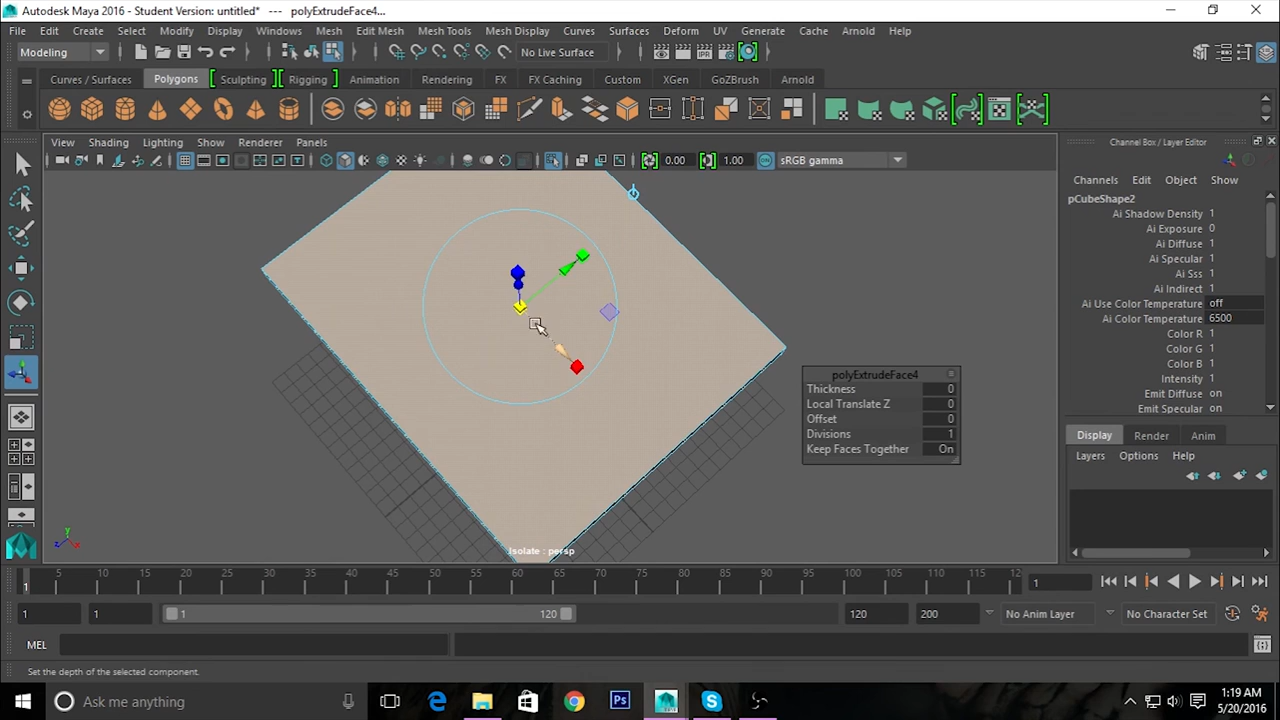 Autodesk Maya 2016 - Student Version: untitled*   ---   polyExtrudeFace4...
File Edit Create Select Modify Display Windows Mesh Edit Mesh Mesh Tools Mesh Display Curves Surfaces Deform UV Generate Cache Arnold Help
Modeling No Live Surface IPR
Curves / Surfaces Polygons Sculpting Rigging Animation Rendering FX FX Caching Custom XGen GoZBrush Arnold
View Shading Lighting Show Renderer Panels
0.00 1.00 sRGB gamma
Channel Box / Layer Editor
Channels Edit Object Show
pCubeShape2
Ai Shadow Density 1
Ai Exposure 0
Ai Diffuse 1
Ai Specular 1
Ai Sss 1
Ai Indirect 1
Ai Use Color Temperature off
Ai Color Temperature 6500
Color R 1
Color G 1
Color B 1
Intensity 1
Emit Diffuse on
Emit Specular on
polyExtrudeFace4
Thickness 0
Local Translate Z 0
Offset 0
Divisions 1
Keep Faces Together On
Display Render Anim
Layers Options Help
y
z x
Isolate : persp
1 5 10 15 20 25 30 35 40 45 50 55 60 65 70 75 80 85 90 95 100 105 110 115 12 1
1 1 1 120 120 200 No Anim Layer No Character Set
MEL
Set the depth of the selected component.
Ask me anything
Ps
1:19 AM
5/20/2016